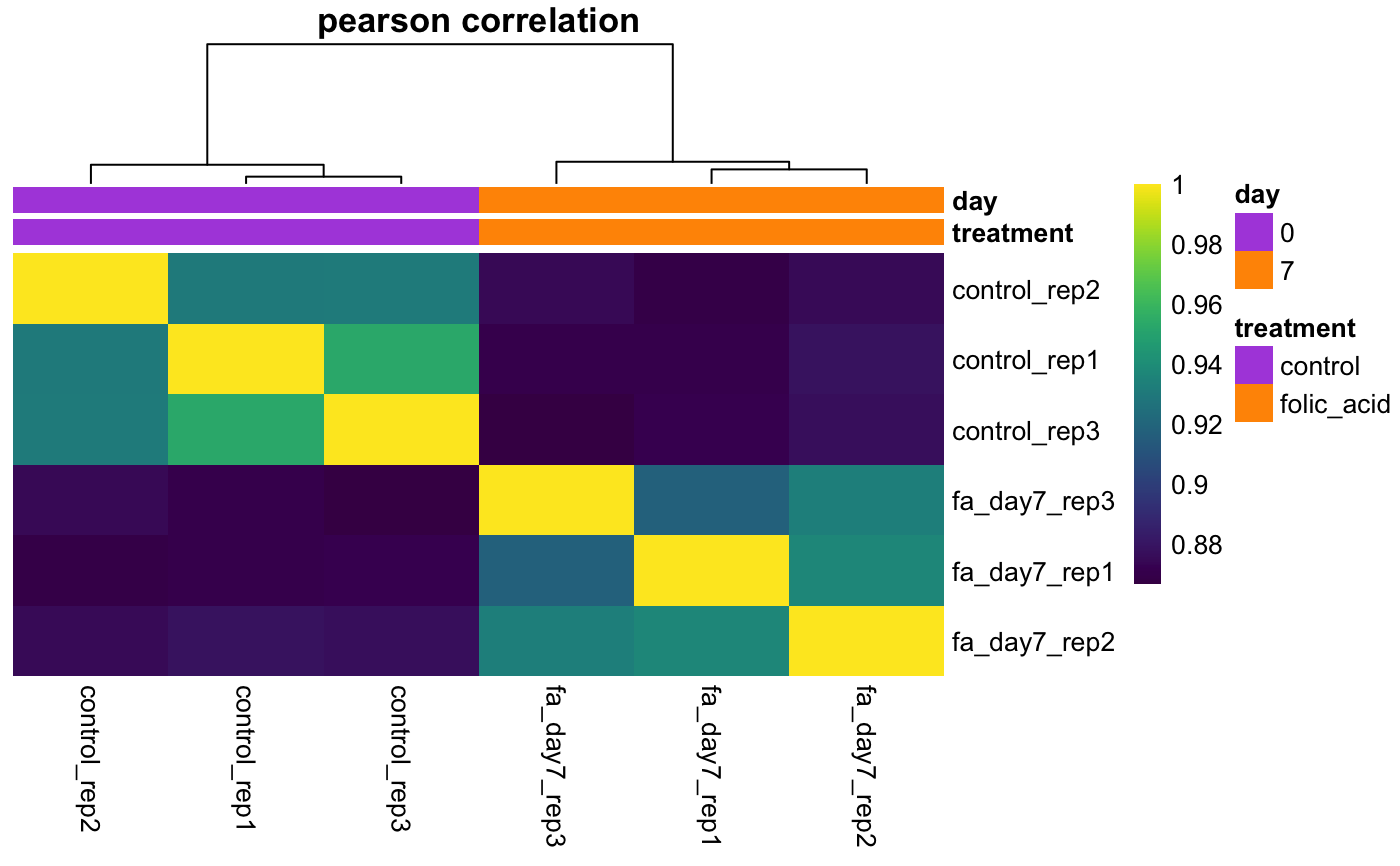 pearson correlation
day
treatment
control_rep2
control_rep1
control_rep3
fa_day7_rep3
fa_day7_rep1
fa_day7_rep2
control_rep2
control_rep1
control_rep3
fa_day7_rep3
fa_day7_rep1
fa_day7_rep2
1
0.98
0.96
0.94
0.92
0.9
0.88
day
0
7
treatment
control
folic_acid